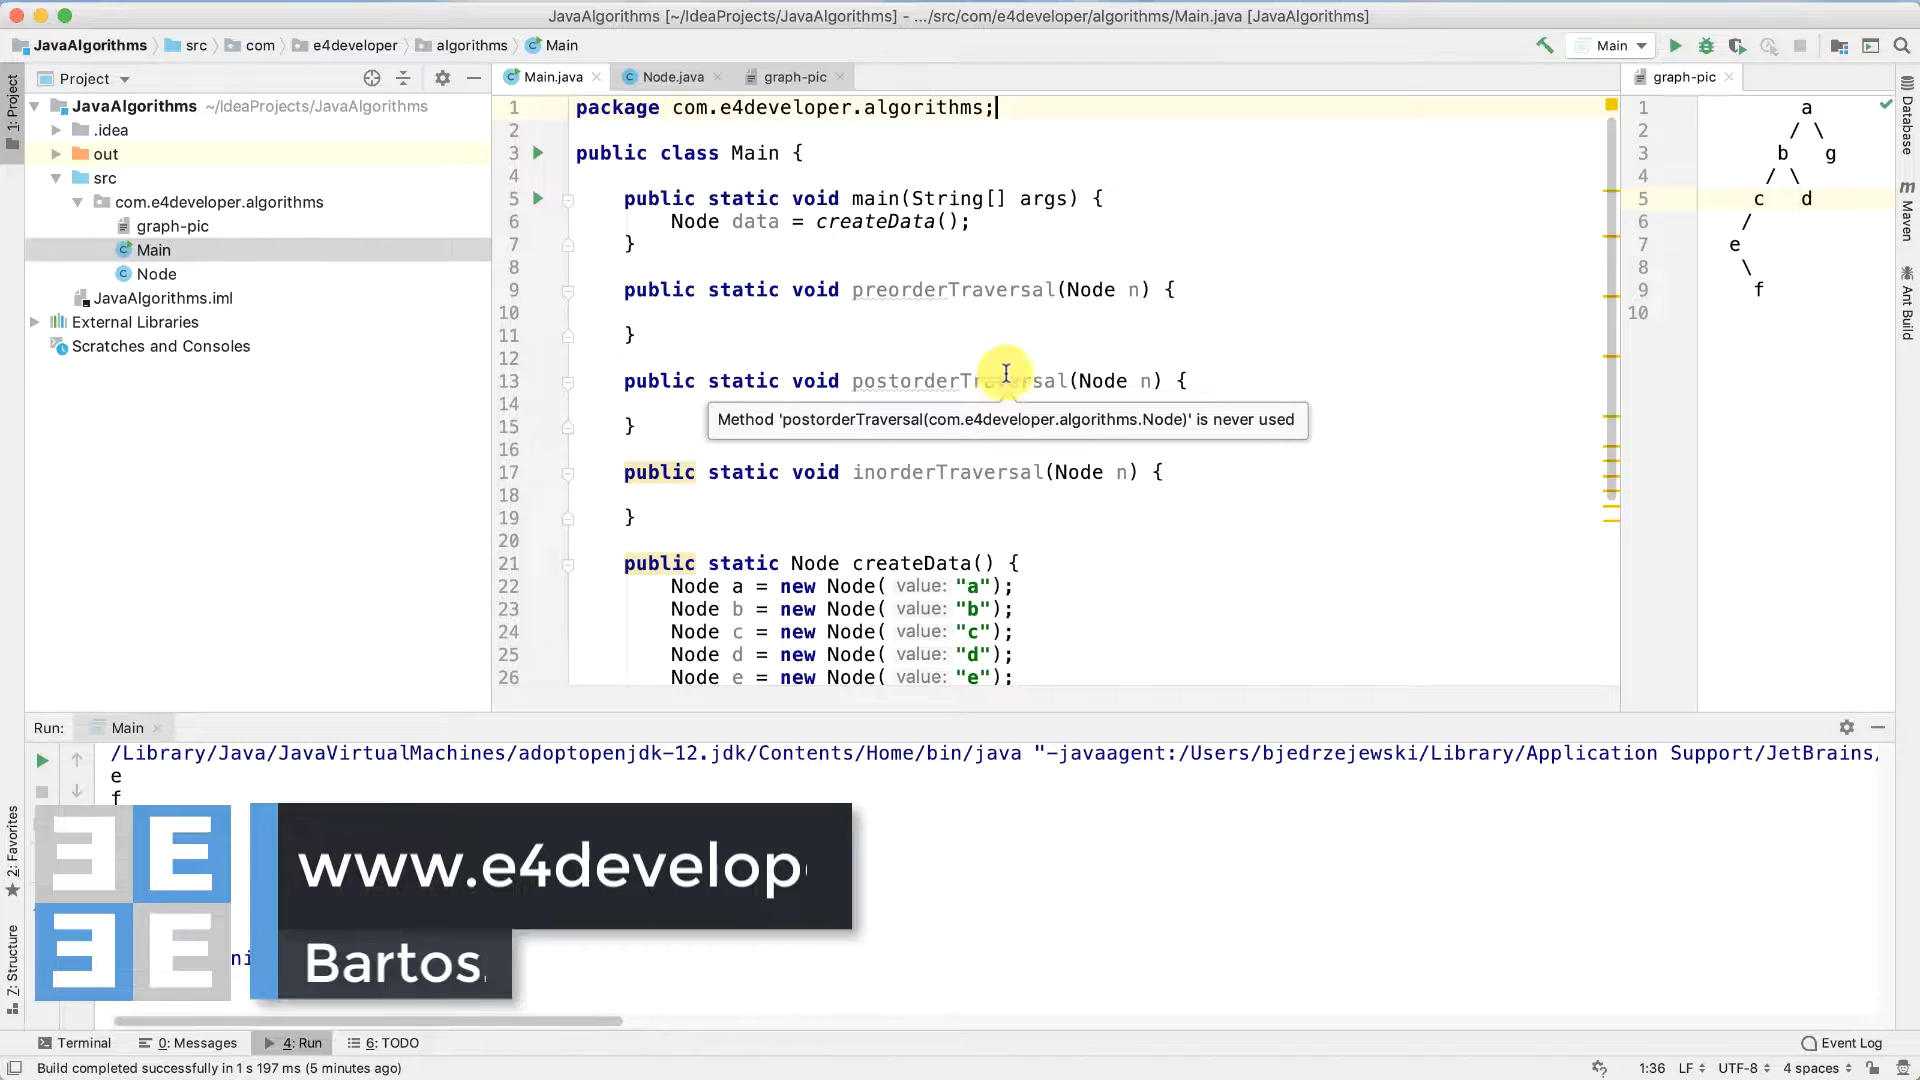 JavaAlgorithms [~/IdeaProjects/JavaAlgorithms] - .../src/com/e4developer/algorithms/Main.java [JavaAlgorithms]
JavaAlgorithms src com e4developer algorithms Main
Main
1: Project
Project
JavaAlgorithms ~/IdeaProjects/JavaAlgorithms
.idea
out
src
com.e4developer.algorithms
graph-pic
Main
Node
JavaAlgorithms.iml
External Libraries
Scratches and Consoles
Main.java Node.java graph-pic
1 package com.e4developer.algorithms;
2
3 public class Main {
4
5 public static void main(String[] args) {
6 Node data = createData();
7 }
8
9 public static void preorderTraversal(Node n) {
10
11 }
12
13 public static void postorderTraversal(Node n) {
Method 'postorderTraversal(com.e4developer.algorithms.Node)' is never used
14
15 }
16
17 public static void inorderTraversal(Node n) {
18
19 }
20
21 public static Node createData() {
22 Node a = new Node( value: "a");
23 Node b = new Node( value: "b");
24 Node c = new Node( value: "c");
25 Node d = new Node( value: "d");
26 Node e = new Node( value: "e");
graph-pic
1 a
2 / \
3 b g
4 / \
5 c d
6 /
7 e
8 \
9 f
10
Database
Maven
Ant Build
Run: Main
/Library/Java/JavaVirtualMachines/adoptopenjdk-12.jdk/Contents/Home/bin/java "-javaagent:/Users/bjedrzejewski/Library/Application Support/JetBrains/
e
f
EEEE
www.e4develop
Bartos
ni
2: Favorites
7: Structure
Terminal 0: Messages 4: Run 6: TODO
Event Log
Build completed successfully in 1 s 197 ms (5 minutes ago)
1:36 LF UTF-8 4 spaces